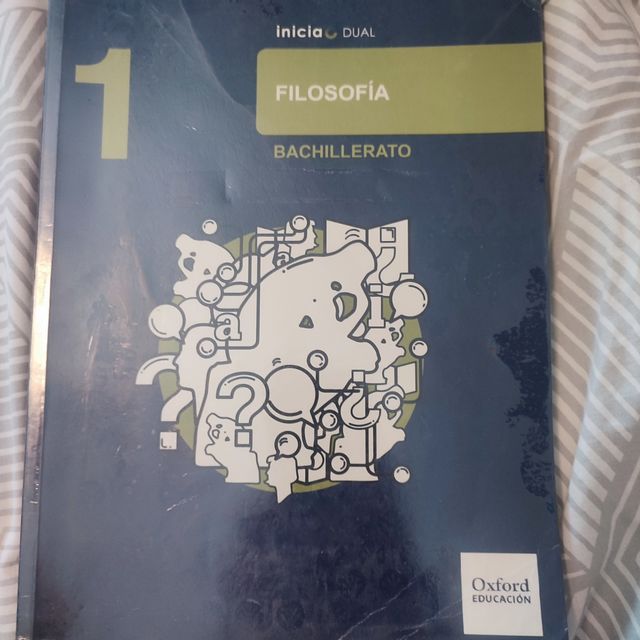 inicia DUAL
1
FILOSOFÍA
BACHILLERATO
Oxford
EDUCACIÓN